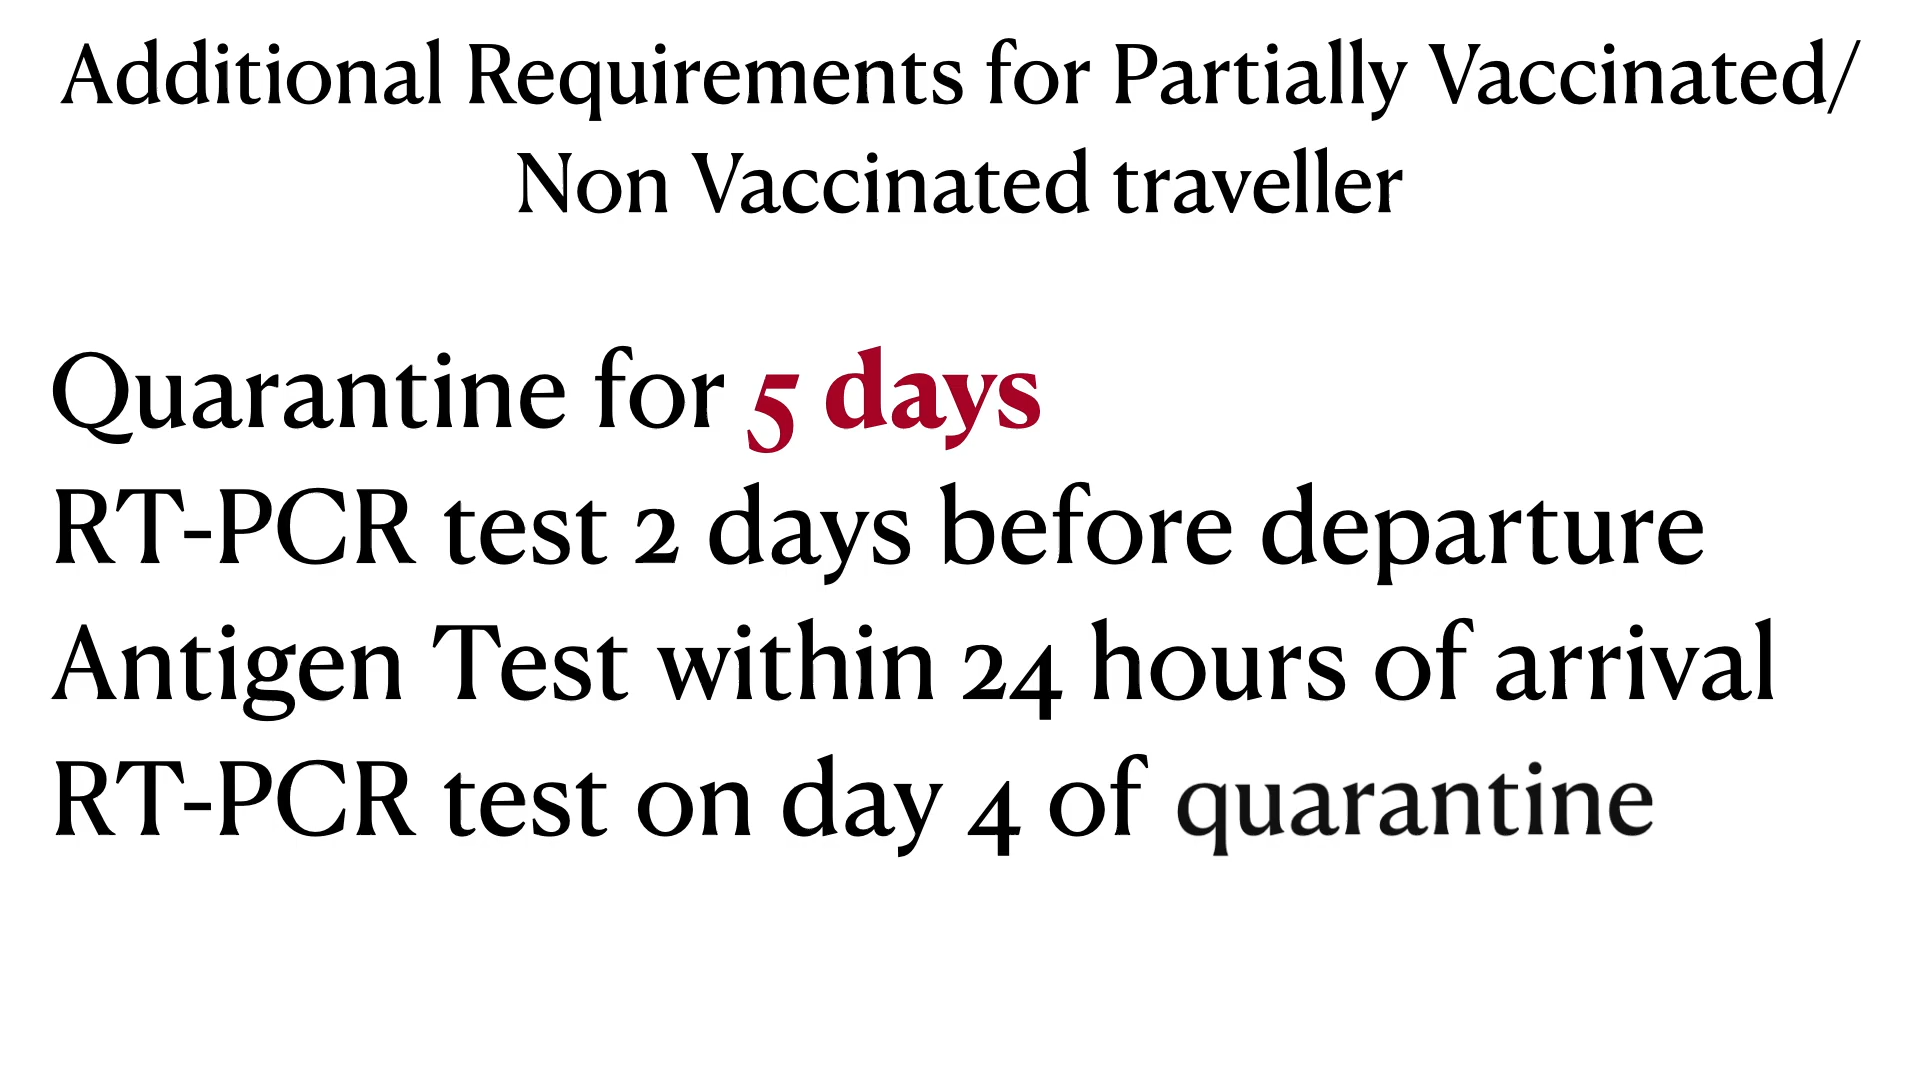 Additional Requirements for Partially Vaccinated/
Non Vaccinated traveller
Quarantine for 5 days
RT-PCR test 2 days before departure
Antigen Test within 24 hours of arrival
RT-PCR test on day 4 of quarantine